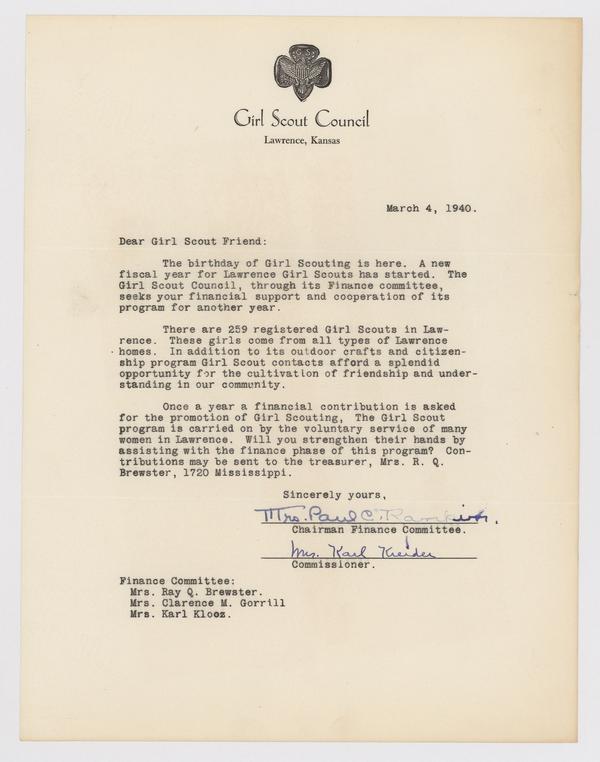 G S
Girl Scout Council
Lawrence, Kansas
March 4, 1940.
Dear Girl Scout Friend:
The birthday of Girl Scouting is here. A new
fiscal year for Lawrence Girl Scouts has started. The
Girl Scout Council, through its Finance committee,
seeks your financial support and cooperation of its
program for another year.
There are 259 registered Girl Scouts in Law-
rence. These girls come from all types of Lawrence
homes. In addition to its outdoor crafts and citizen-
ship program Girl Scout contacts afford a splendid
opportunity for the cultivation of friendship and under-
standing in our community.
Once a year a financial contribution is asked
for the promotion of Girl Scouting, The Girl Scout
program is carried on by the voluntary service of many
women in Lawrence. Will you strengthen their hands by
assisting with the finance phase of this program? Con-
tributions may be sent to the treasurer, Mrs. R. Q.
Brewster, 1720 Mississippi.
Sincerely yours,
Mrs. Paul C.
Chairman Finance Committee.
Mrs. Karl Kreider
Commissioner.
Finance Committee:
Mrs. Ray Q. Brewster.
Mrs. Clarence M. Gorrill
Mrs. Karl Klooz.